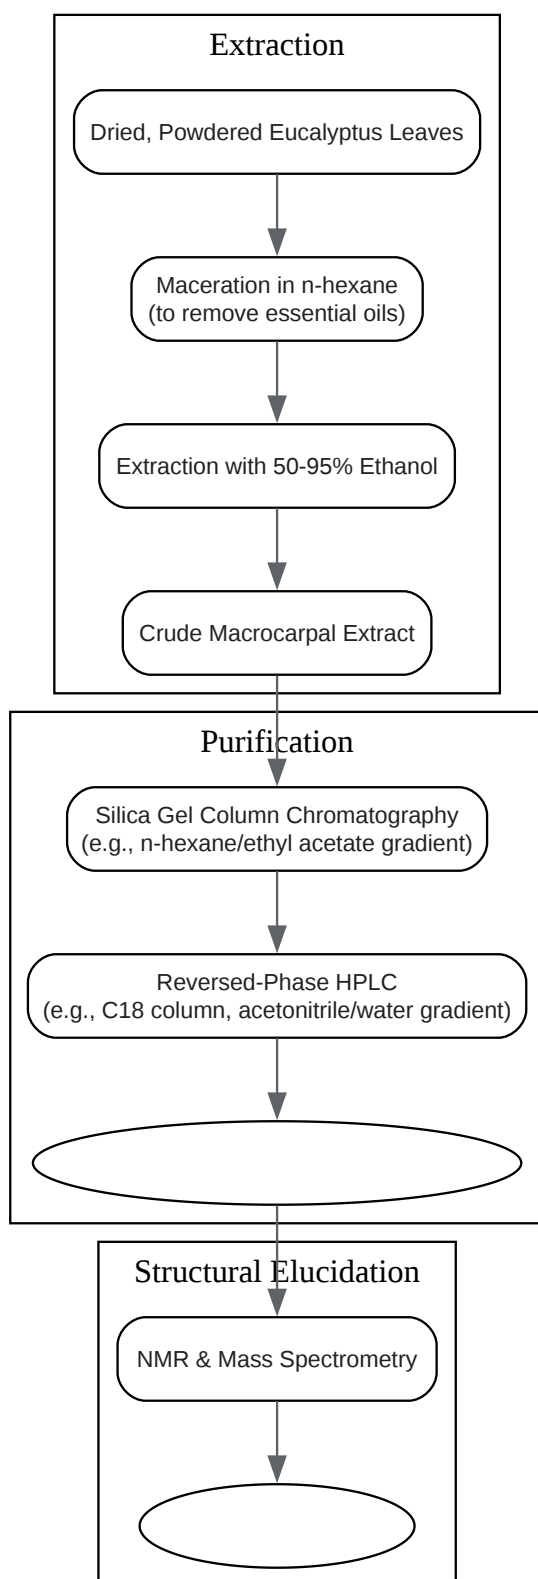 Extraction
Dried, Powdered Eucalyptus Leaves
Maceration in n-hexane
(to remove essential oils)
Extraction with 50-95% Ethanol
Crude Macrocarpal Extract
Purification
Silica Gel Column Chromatography
(e.g., n-hexane/ethyl acetate gradient)
Reversed-Phase HPLC
(e.g., C18 column, acetonitrile/water gradient)
Structural Elucidation
NMR & Mass Spectrometry